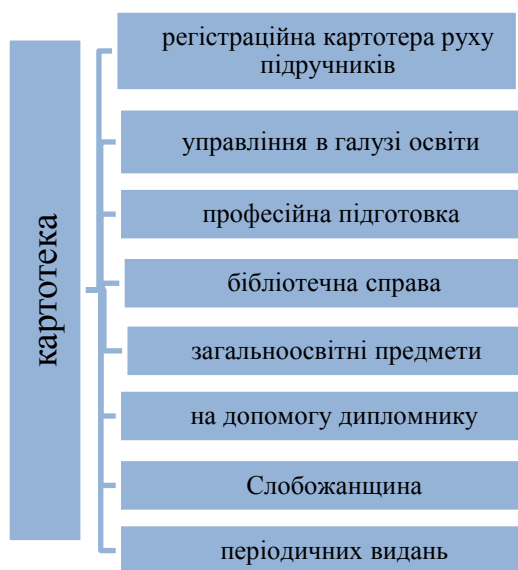 картотека
регістраційна картотера руху
підручників
управління в галузі освіти
професійна підготовка
бібліотечна справа
загальноосвітні предмети
на допомогу дипломнику
Слобожанщина
періодичних видань